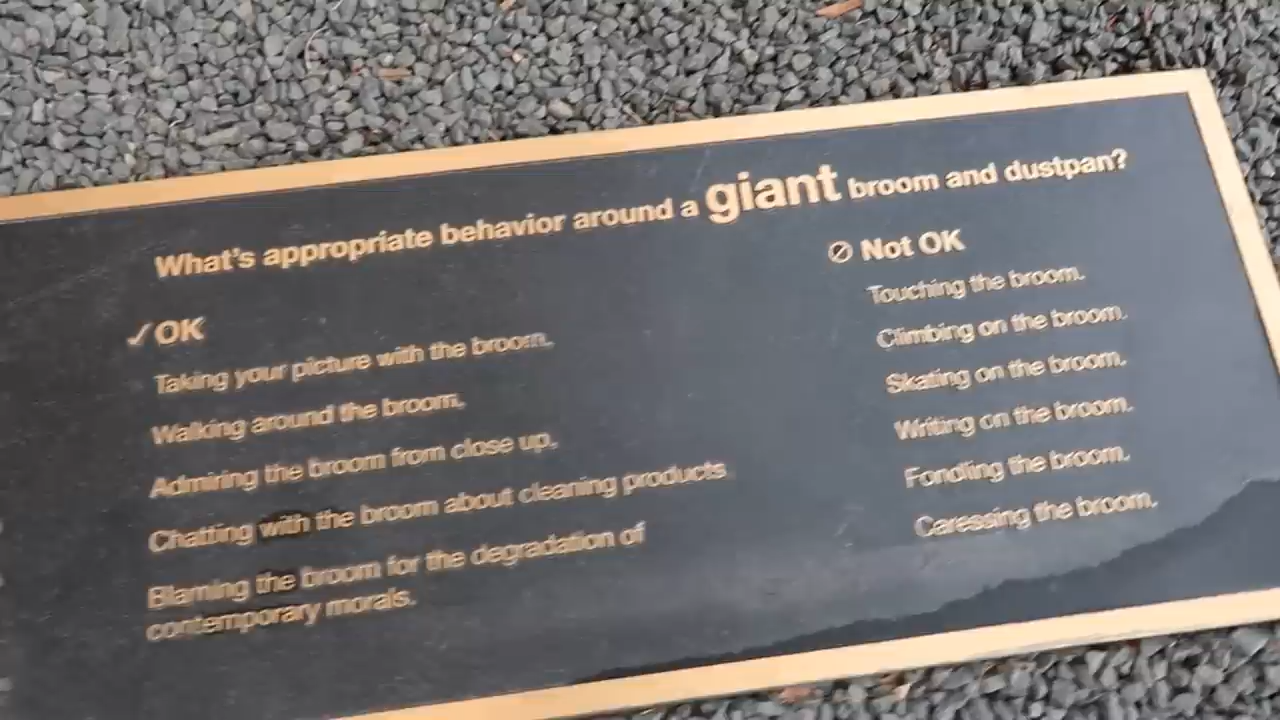 What's appropriate behavior around a giant broom and dustpan?
✓OK
Taking your picture with the broom.
Walking around the broom.
Admiring the broom from close up.
Chatting with the broom about cleaning products.
Blaming the broom for the degradation of
contemporary morals.
⊘ Not OK
Touching the broom.
Climbing on the broom.
Skating on the broom.
Writing on the broom.
Fondling the broom.
Caressing the broom.